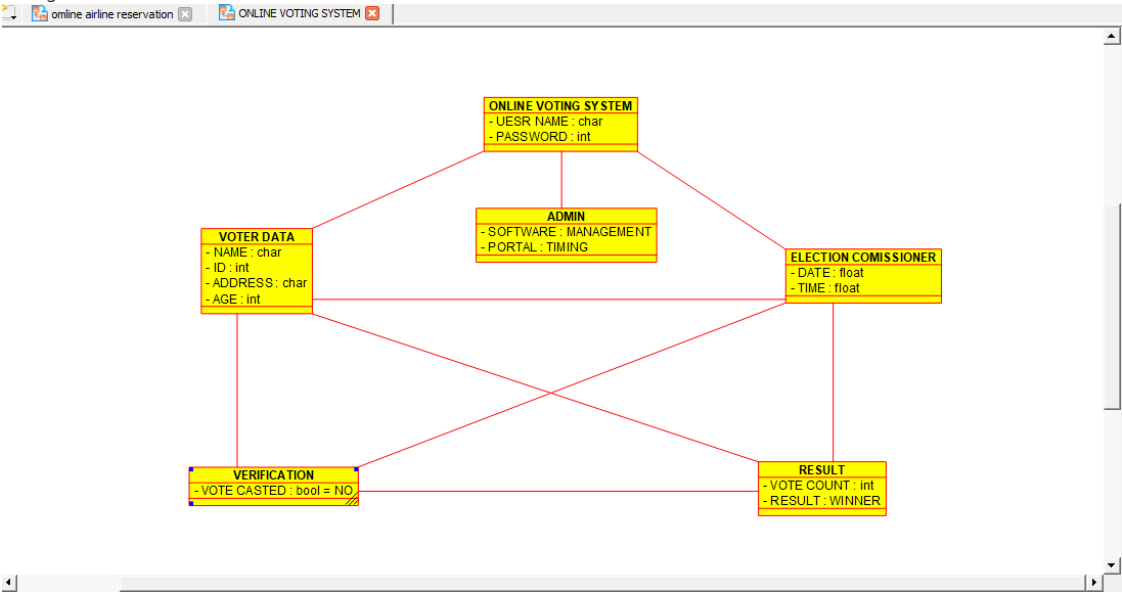 omline airline reservation
ONLINE VOTING SYSTEM
ONLINE VOTING SYSTEM
- UESR NAME : char
- PASSWORD : int
ADMIN
- SOFTWARE : MANAGEMENT
- PORTAL : TIMING
VOTER DATA
- NAME : char
- ID : int
- ADDRESS : char
- AGE : int
ELECTION COMISSIONER
- DATE : float
- TIME : float
VERIFICATION
- VOTE CASTED : bool = NO
RESULT
- VOTE COUNT : int
- RESULT : WINNER